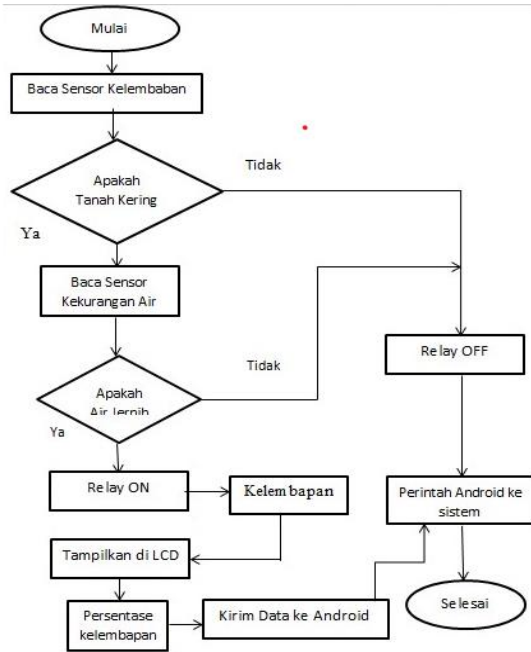 Mulai
Baca Sensor Kelembaban
Apakah
Tanah Kering
Tidak
Ya
Baca Sensor
Kekurangan Air
Apakah
Air Jernih
Tidak
Ya
Relay OFF
Relay ON
Kelembapan
Perintah Android ke
sistem
Tampilkan di LCD
Persentase
kelembapan
Kirim Data ke Android
Selesai